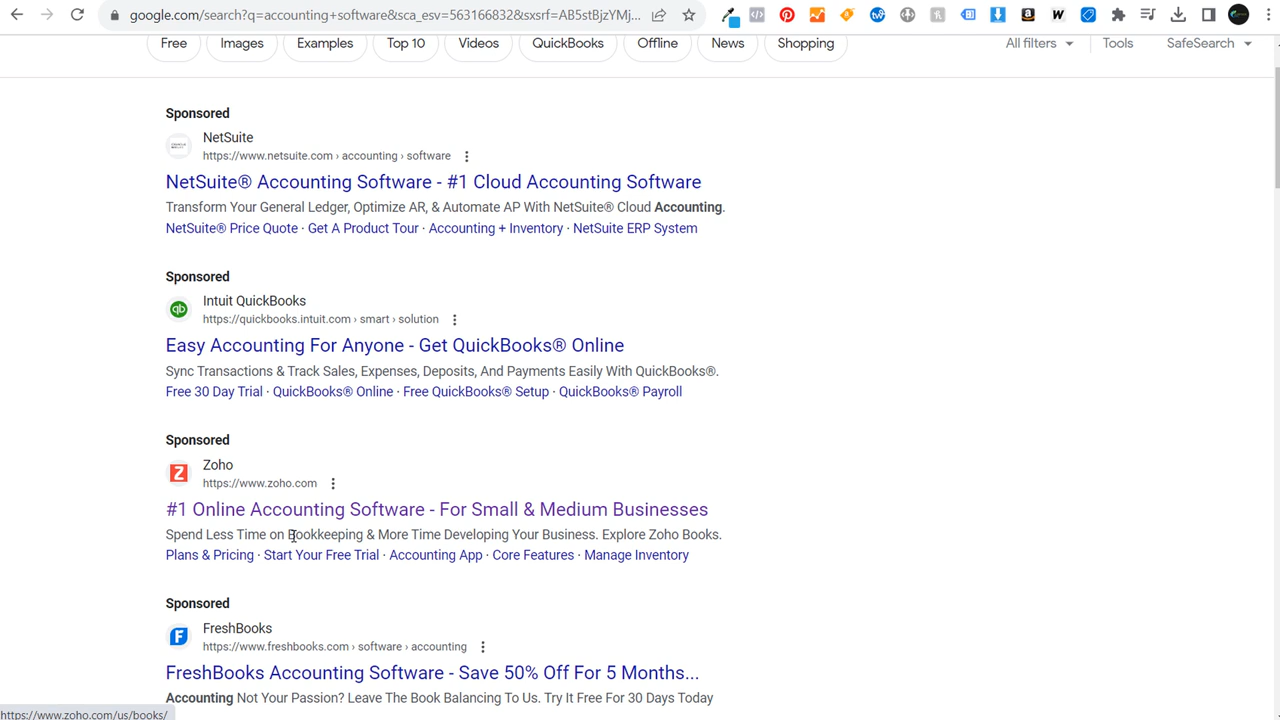 google.com/search?q=accounting+software&sca_esv=563166832&sxsrf=AB5stBjzYMj...
Free
Images
Examples
Top 10
Videos
QuickBooks
Offline
News
Shopping
All filters
Tools
SafeSearch
Sponsored
NetSuite
https://www.netsuite.com › accounting › software
NetSuite® Accounting Software - #1 Cloud Accounting Software
Transform Your General Ledger, Optimize AR, & Automate AP With NetSuite® Cloud Accounting.
NetSuite® Price Quote · Get A Product Tour · Accounting + Inventory · NetSuite ERP System
Sponsored
qb
Intuit QuickBooks
https://quickbooks.intuit.com › smart › solution
Easy Accounting For Anyone - Get QuickBooks® Online
Sync Transactions & Track Sales, Expenses, Deposits, And Payments Easily With QuickBooks®.
Free 30 Day Trial · QuickBooks® Online · Free QuickBooks® Setup · QuickBooks® Payroll
Sponsored
Z
Zoho
https://www.zoho.com
#1 Online Accounting Software - For Small & Medium Businesses
Spend Less Time on Bookkeeping & More Time Developing Your Business. Explore Zoho Books.
Plans & Pricing · Start Your Free Trial · Accounting App · Core Features · Manage Inventory
Sponsored
F
FreshBooks
https://www.freshbooks.com › software › accounting
FreshBooks Accounting Software - Save 50% Off For 5 Months...
Accounting Not Your Passion? Leave The Book Balancing To Us. Try It Free For 30 Days Today
https://www.zoho.com/us/books/